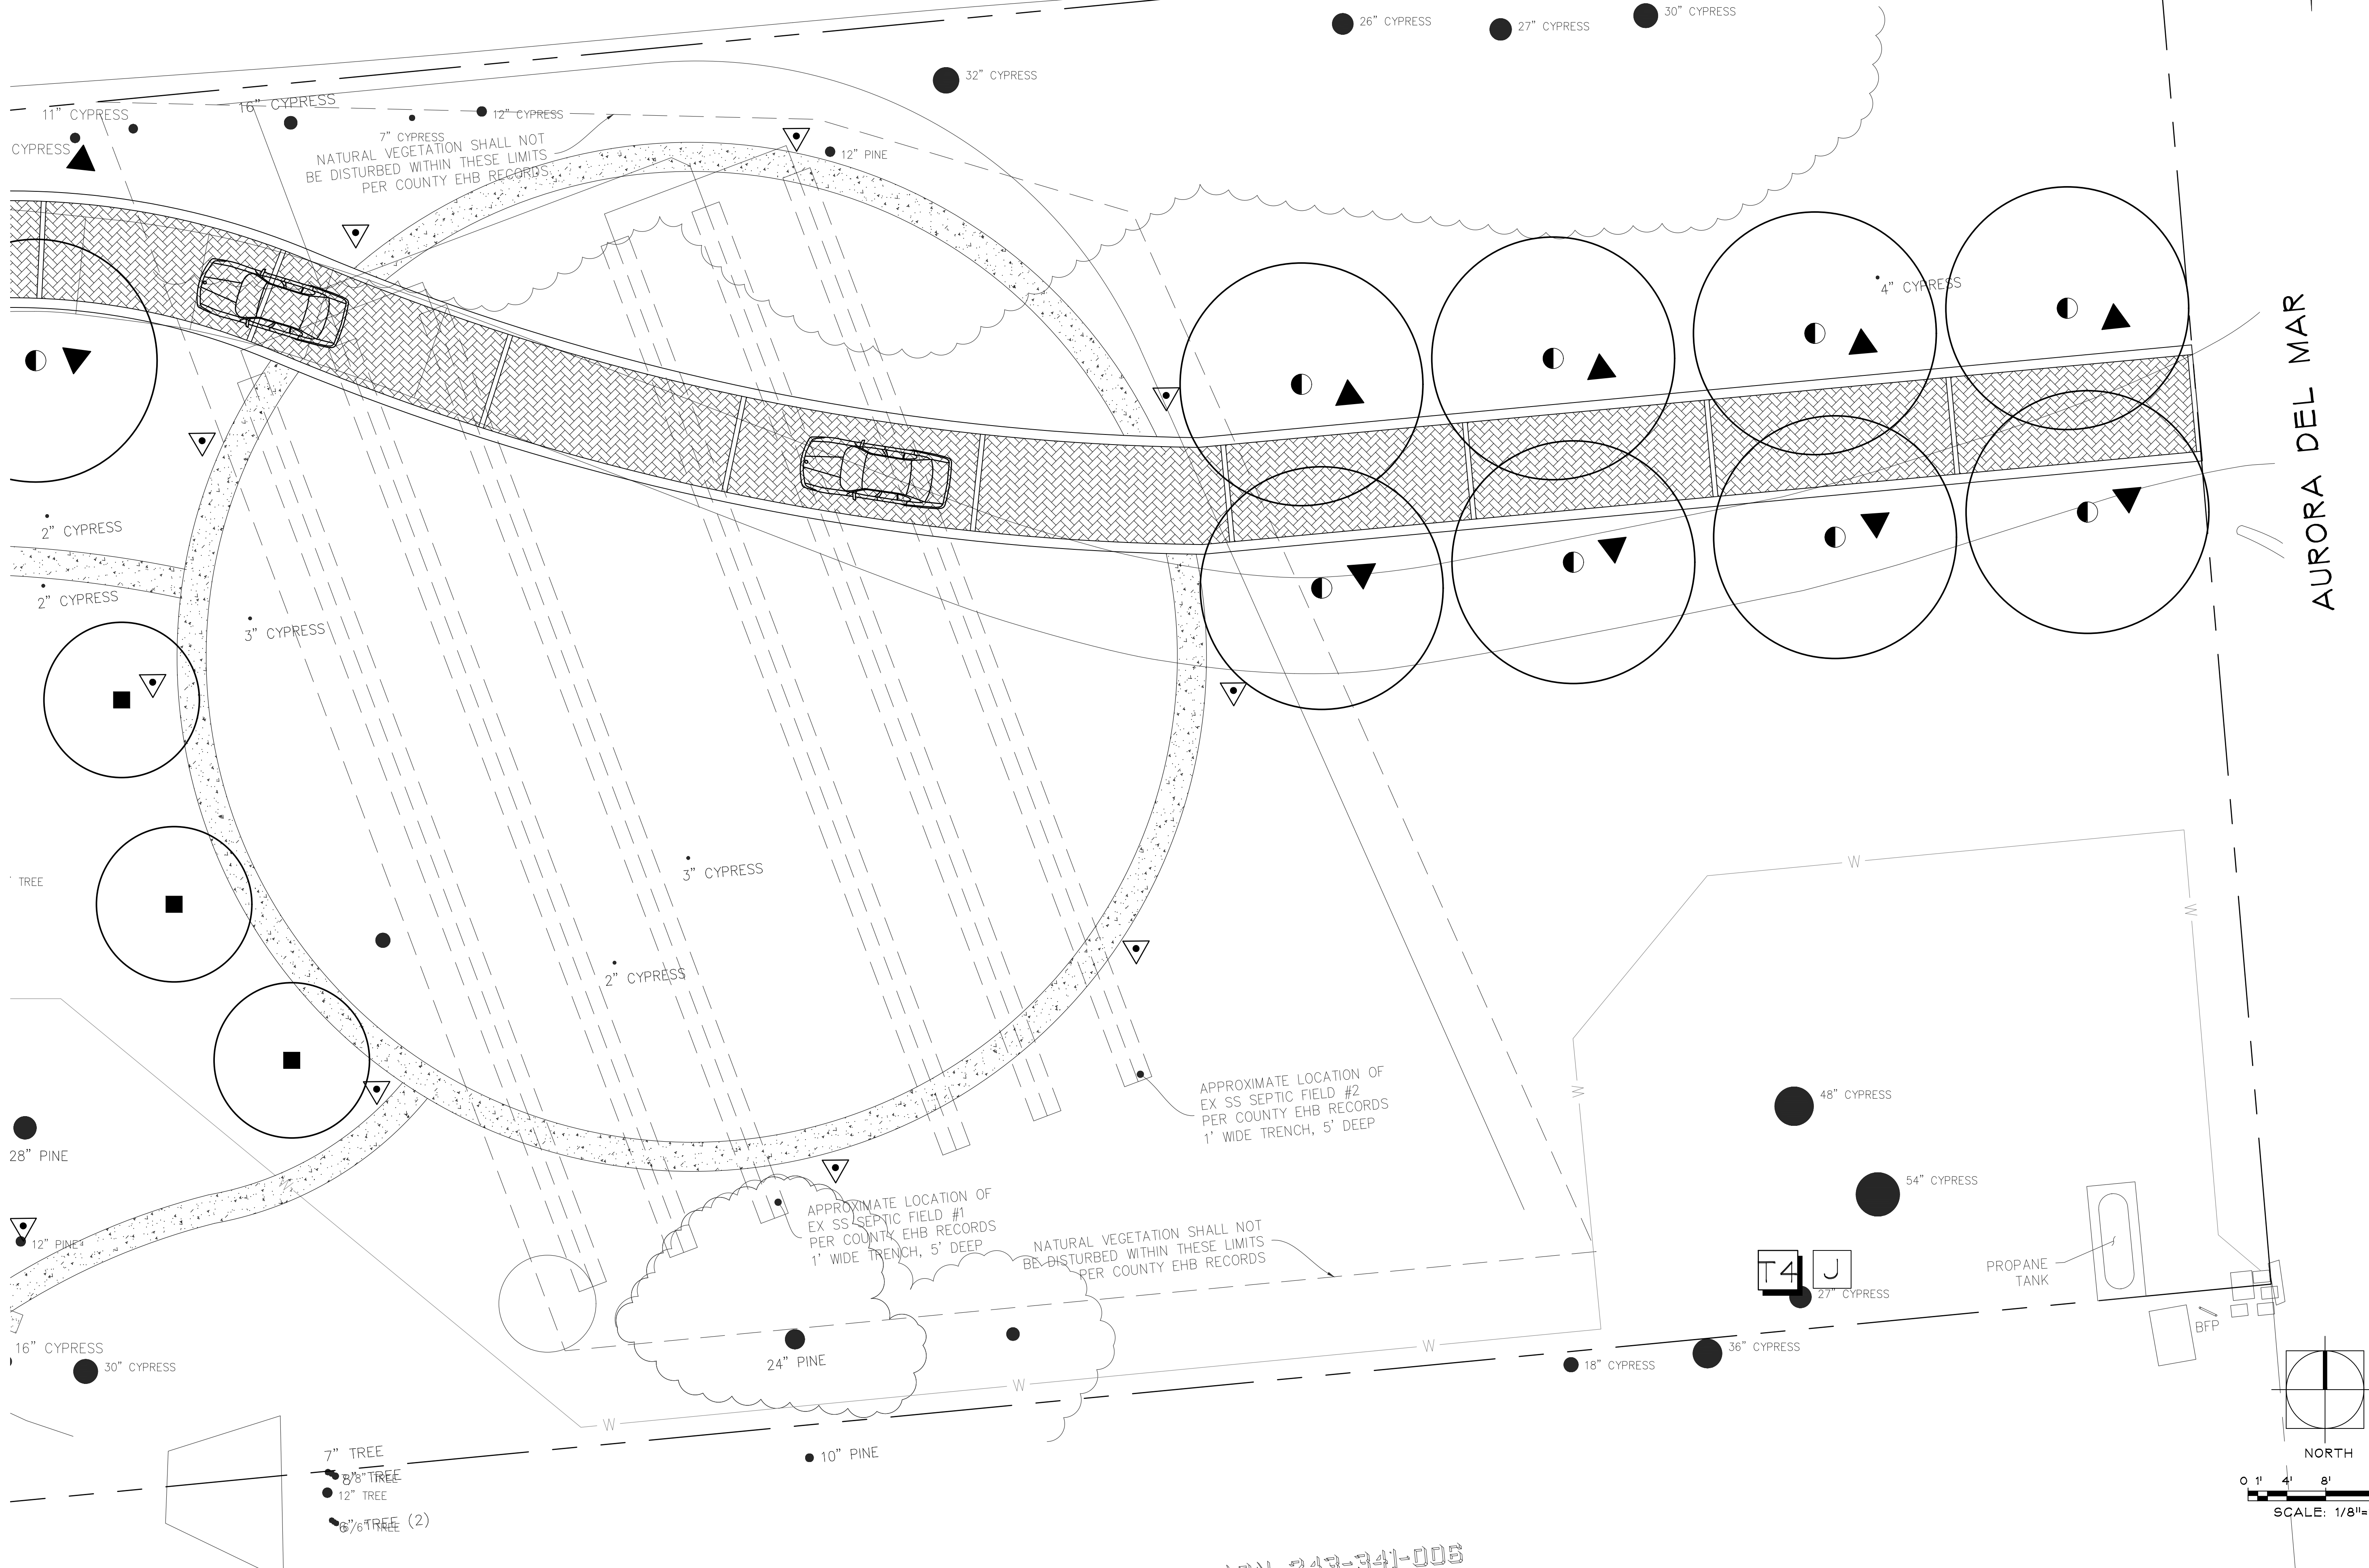 26" CYPRESS
27" CYPRESS
30" CYPRESS
32" CYPRESS
11" CYPRESS
16" CYPRESS
12" CYPRESS
7" CYPRESS
CYPRESS
NATURAL VEGETATION SHALL NOT
BE DISTURBED WITHIN THESE LIMITS
PER COUNTY EHB RECORDS
12" PINE
4" CYPRESS
AURORA DEL MAR
2" CYPRESS
2" CYPRESS
3" CYPRESS
3" CYPRESS
TREE
2" CYPRESS
W
W
W
APPROXIMATE LOCATION OF
EX SS SEPTIC FIELD #2
PER COUNTY EHB RECORDS
1' WIDE TRENCH, 5' DEEP
48" CYPRESS
54" CYPRESS
28" PINE
W
12" PINE
APPROXIMATE LOCATION OF
EX SS SEPTIC FIELD #1
PER COUNTY EHB RECORDS
1' WIDE TRENCH, 5' DEEP
NATURAL VEGETATION SHALL NOT
BE DISTURBED WITHIN THESE LIMITS
PER COUNTY EHB RECORDS
T4
J
27" CYPRESS
PROPANE
TANK
BFP
16" CYPRESS
30" CYPRESS
24" PINE
18" CYPRESS
36" CYPRESS
W
W
W
7" TREE
8" TREE
12" TREE
6" TREE (2)
10" PINE
NORTH
0 1' 4' 8'
SCALE: 1/8"=
243-341-006